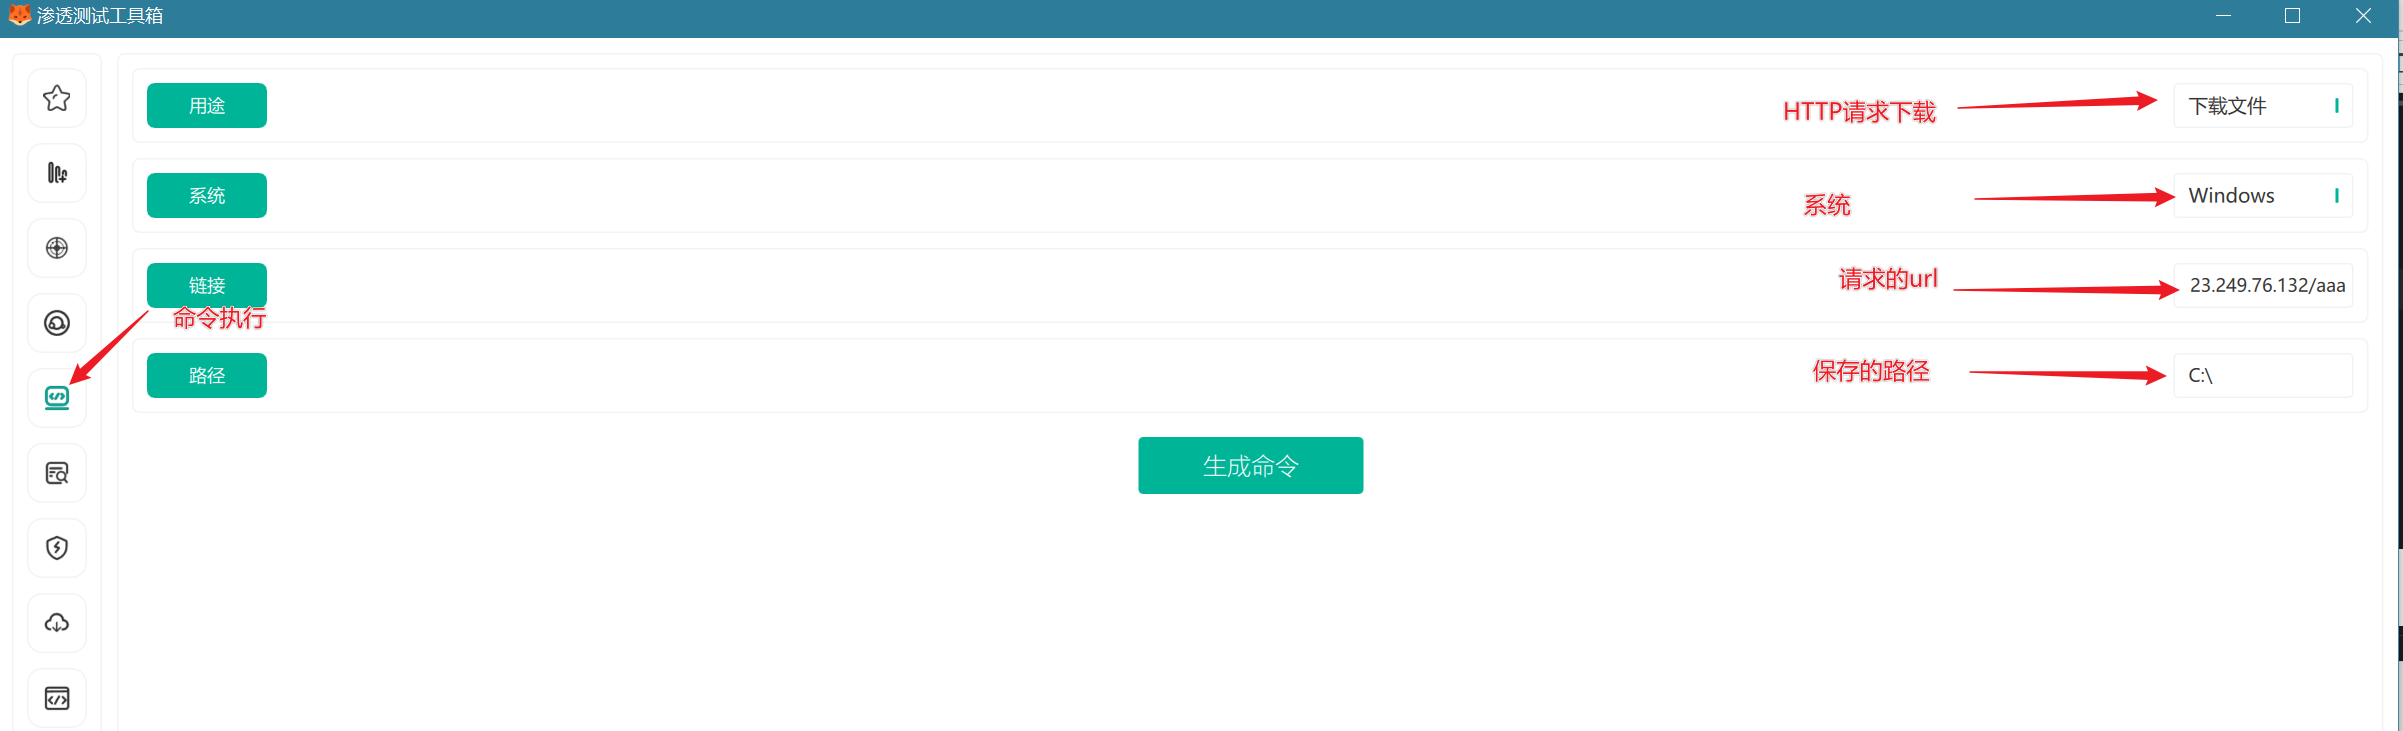 渗透测试工具箱
用途
HTTP请求下载
下载文件
系统
系统
Windows
链接
请求的url
23.249.76.132/aaa
命令执行
路径
保存的路径
C:\
生成命令